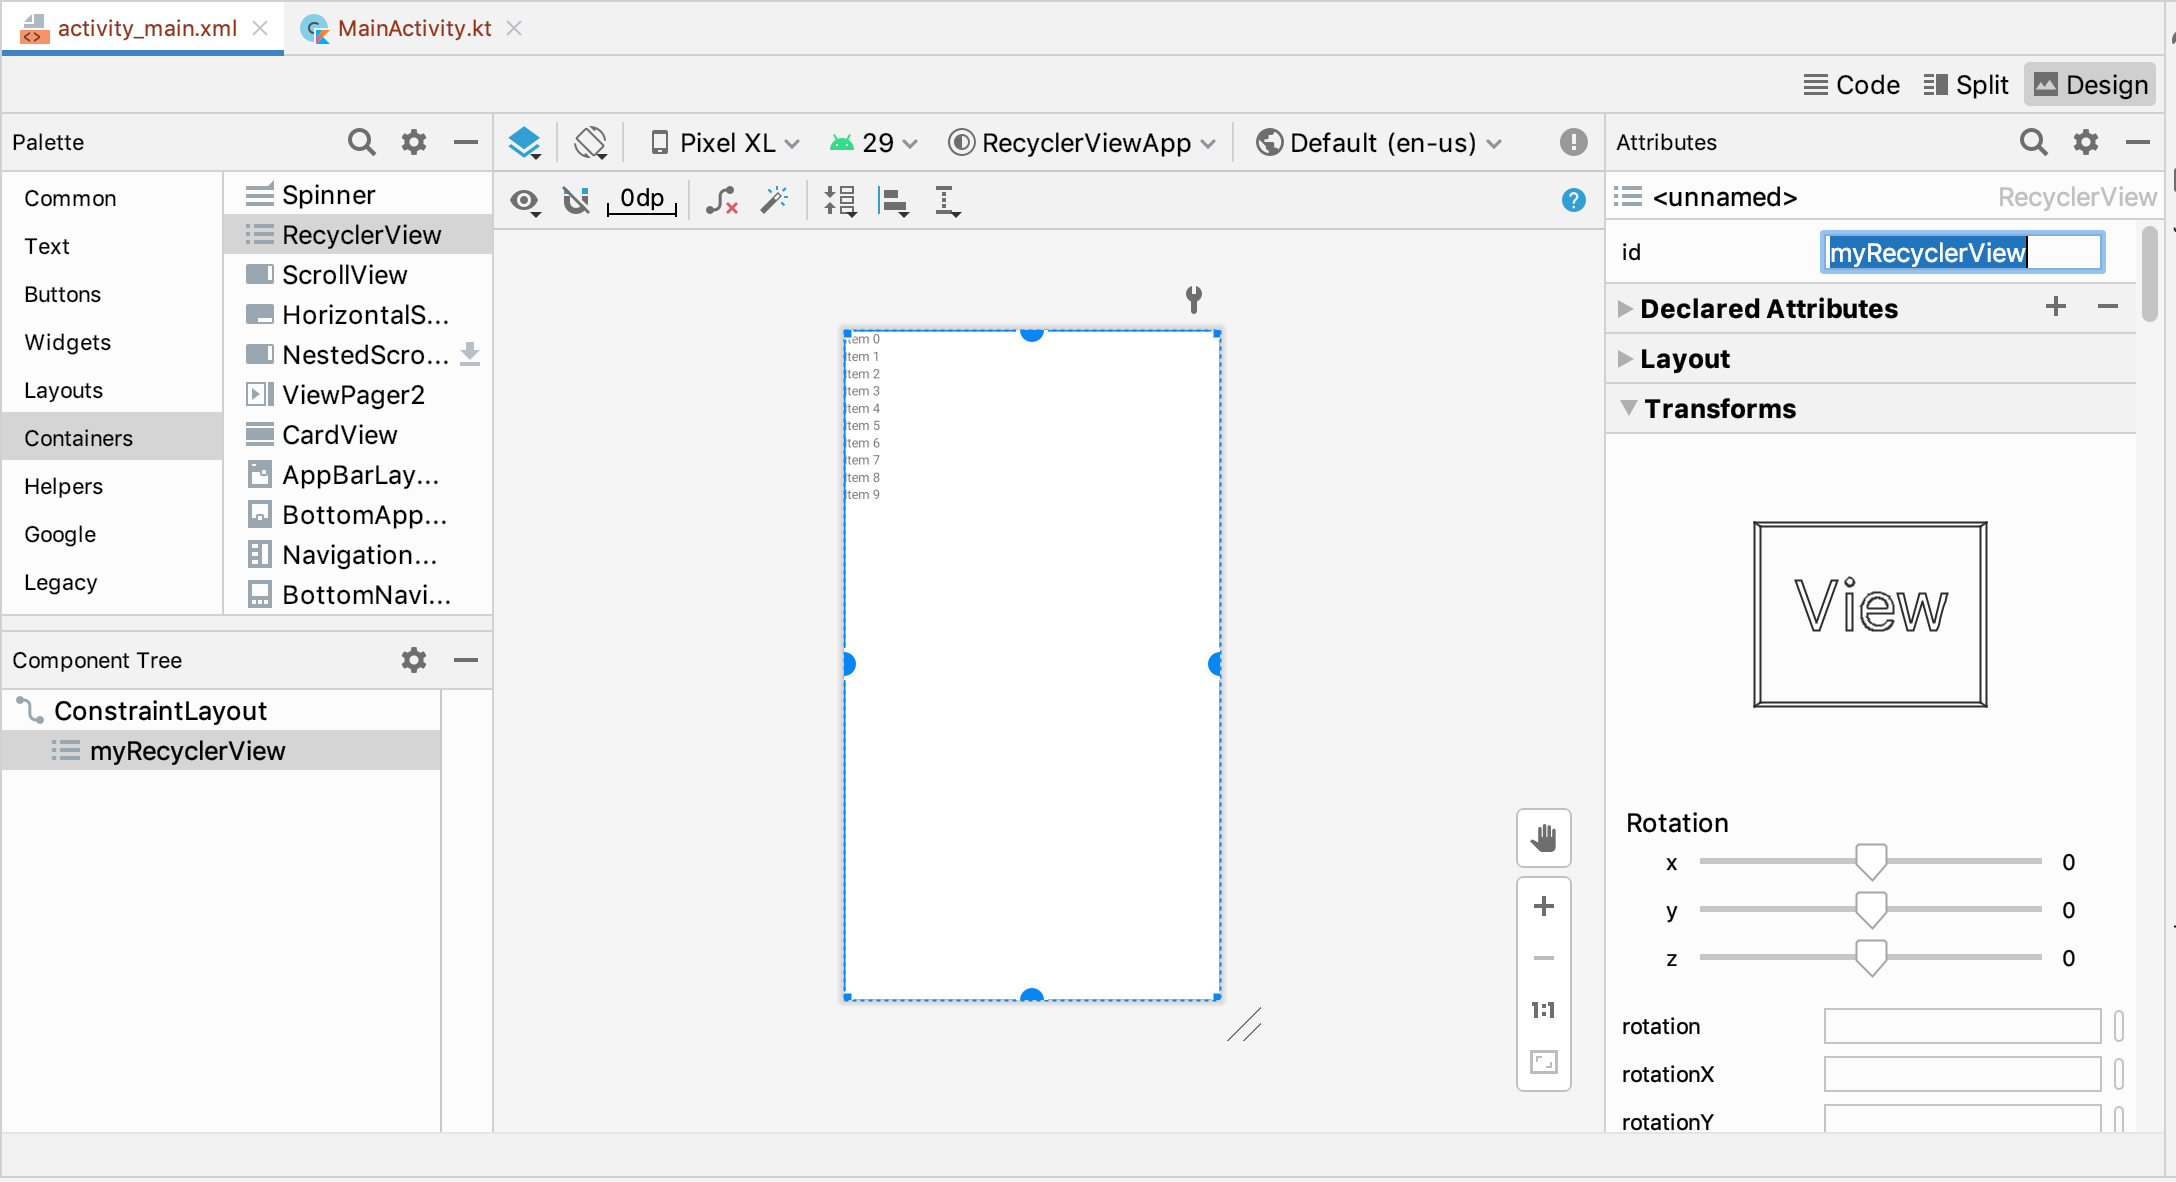 activity_main.xml
MainActivity.kt
Code
Split
Design
Palette
Pixel XL
29
RecyclerViewApp
Default (en-us)
Attributes
0dp
<unnamed>
RecyclerView
Common
Text
Buttons
Widgets
Layouts
Containers
Helpers
Google
Legacy
Spinner
RecyclerView
ScrollView
HorizontalS...
NestedScro...
ViewPager2
CardView
AppBarLay...
BottomApp...
Navigation...
BottomNavi...
Component Tree
ConstraintLayout
myRecyclerView
Item 0
Item 1
Item 2
Item 3
Item 4
Item 5
Item 6
Item 7
Item 8
Item 9
1:1
id
myRecyclerView
Declared Attributes
Layout
Transforms
View
Rotation
x 0
y 0
z 0
rotation
rotationX
rotationY